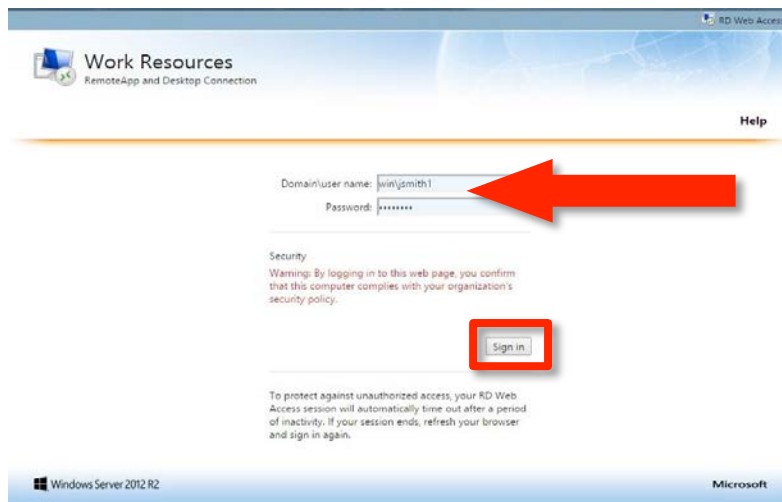 RD Web Access
Work Resources
RemoteApp and Desktop Connection
Help
Domain\user name: win\jsmith1
Password: ••••••••
Security
Warning: By logging in to this web page, you confirm
that this computer complies with your organization's
security policy.
Sign in
To protect against unauthorized access, your RD Web
Access session will automatically time out after a period
of inactivity. If your session ends, refresh your browser
and sign in again.
Windows Server 2012 R2
Microsoft